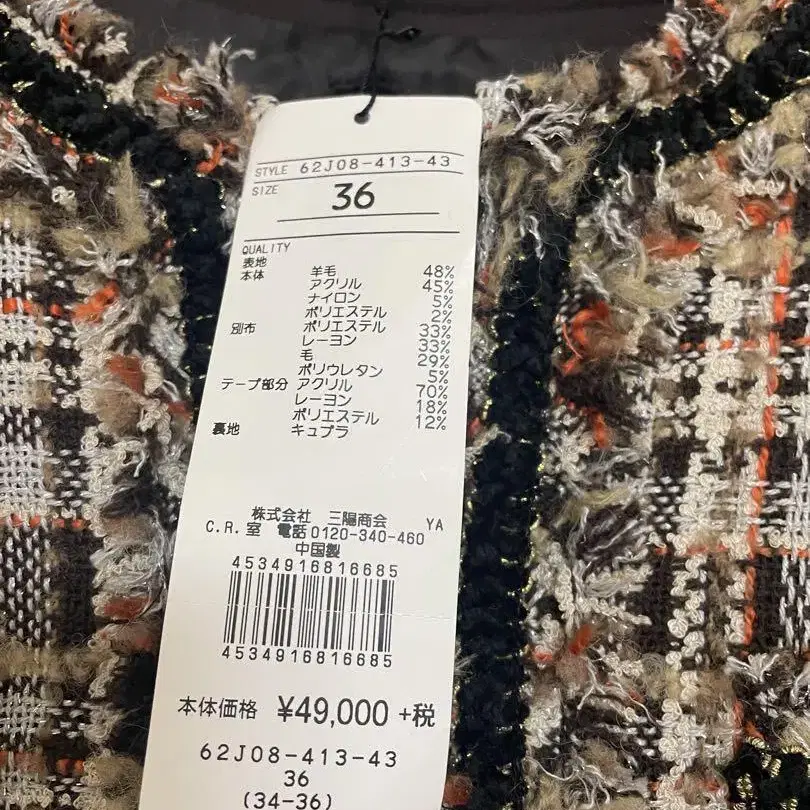 STYLE 62J08-413-43
SIZE 36
QUALITY
表地
本体 羊毛 48%
アクリル 45%
ナイロン 5%
ポリエステル 2%
別布 ポリエステル 33%
レーヨン 33%
毛 29%
ポリウレタン 5%
テープ部分 アクリル 70%
レーヨン 18%
ポリエステル 12%
裏地 キュプラ
株式会社 三陽商会 YA
C.R.室 電話0120-340-460
中国製
4534916816685
4534916816685
本体価格 ¥49,000 +税
62J08-413-43
36
(34-36)